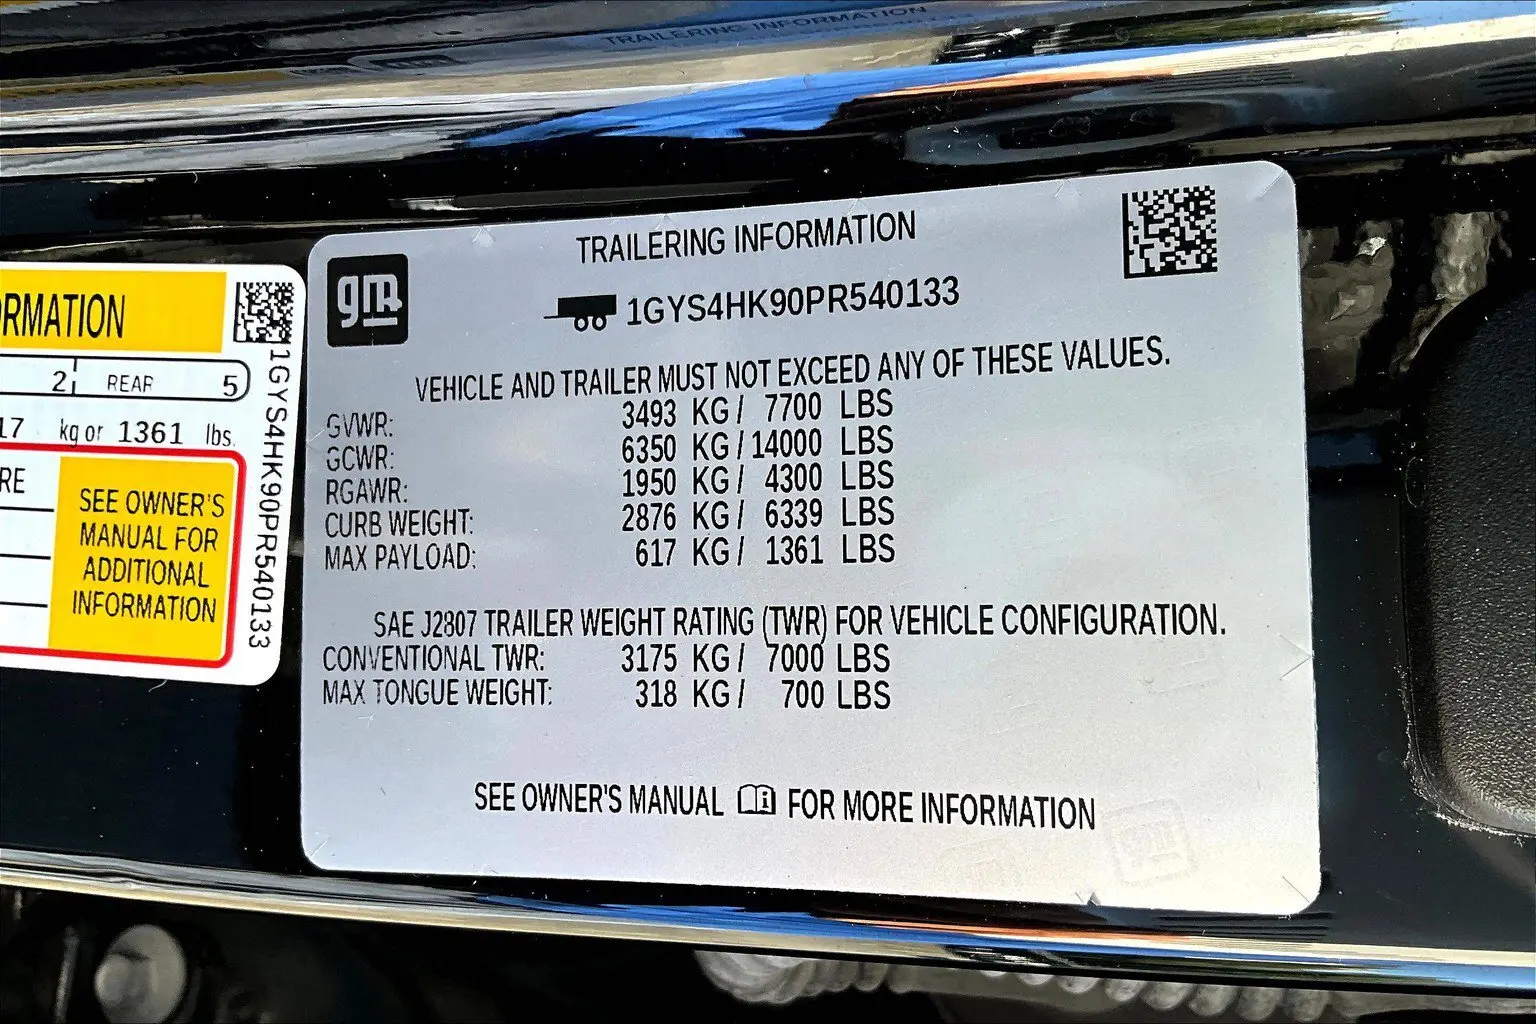 TRAILERING INFORMATION
RMATION
2 REAR 5
17 kg or 1361 lbs.
RE
SEE OWNER'S
MANUAL FOR
ADDITIONAL
INFORMATION
1GYS4HK90PR540133
gm
TRAILERING INFORMATION
1GYS4HK90PR540133
VEHICLE AND TRAILER MUST NOT EXCEED ANY OF THESE VALUES.
GVWR: 3493 KG / 7700 LBS
GCWR: 6350 KG / 14000 LBS
RGAWR: 1950 KG / 4300 LBS
CURB WEIGHT: 2876 KG / 6339 LBS
MAX PAYLOAD: 617 KG / 1361 LBS
SAE J2807 TRAILER WEIGHT RATING (TWR) FOR VEHICLE CONFIGURATION.
CONVENTIONAL TWR: 3175 KG / 7000 LBS
MAX TONGUE WEIGHT: 318 KG / 700 LBS
SEE OWNER'S MANUAL FOR MORE INFORMATION
gm